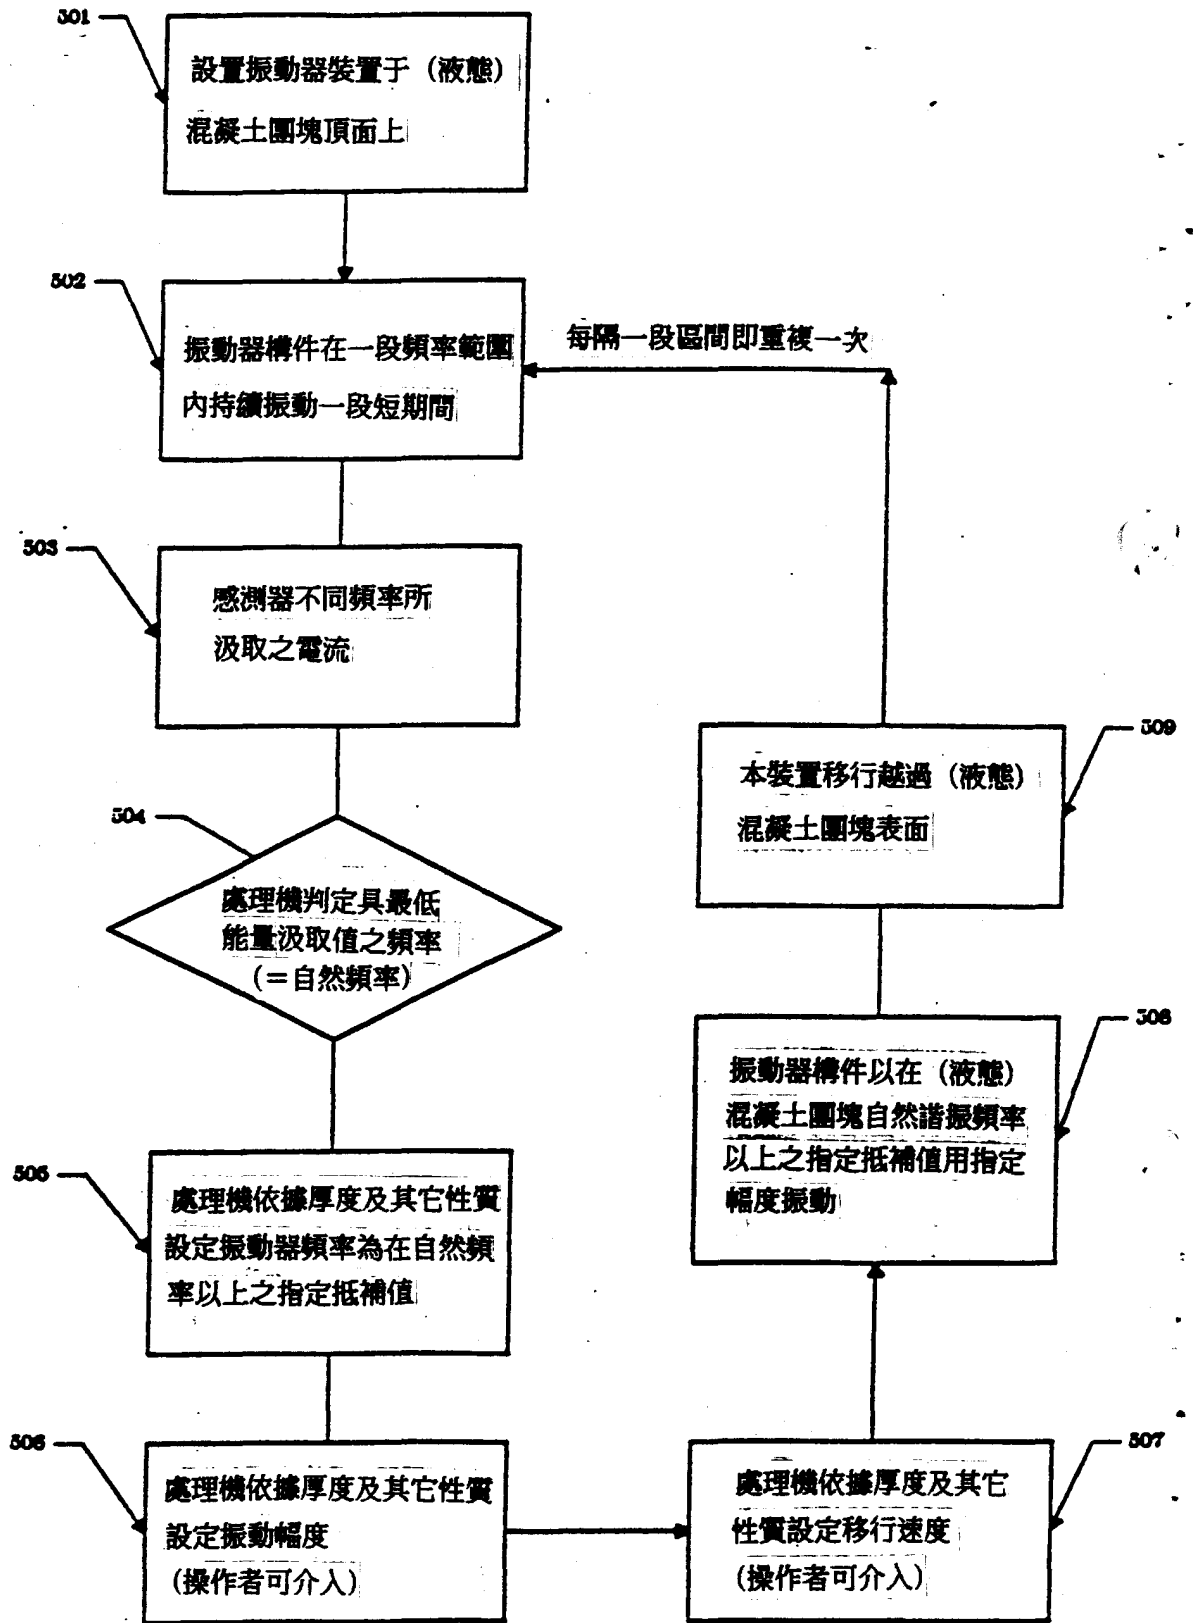 501
設置振動器裝置于（液態）
混凝土團塊頂面上
502
振動器構件在一段頻率範圍
內持續振動一段短期間
每隔一段區間即重複一次
503
感測器不同頻率所
汲取之電流
504
處理機判定具最低
能量汲取值之頻率
（＝自然頻率）
505
處理機依據厚度及其它性質
設定振動器頻率為在自然頻
率以上之指定抵補值
506
處理機依據厚度及其它性質
設定振動幅度
（操作者可介入）
507
處理機依據厚度及其它
性質設定移行速度
（操作者可介入）
508
振動器構件以在（液態）
混凝土團塊自然諧振頻率
以上之指定抵補值用指定
幅度振動
509
本裝置移行越過（液態）
混凝土團塊表面